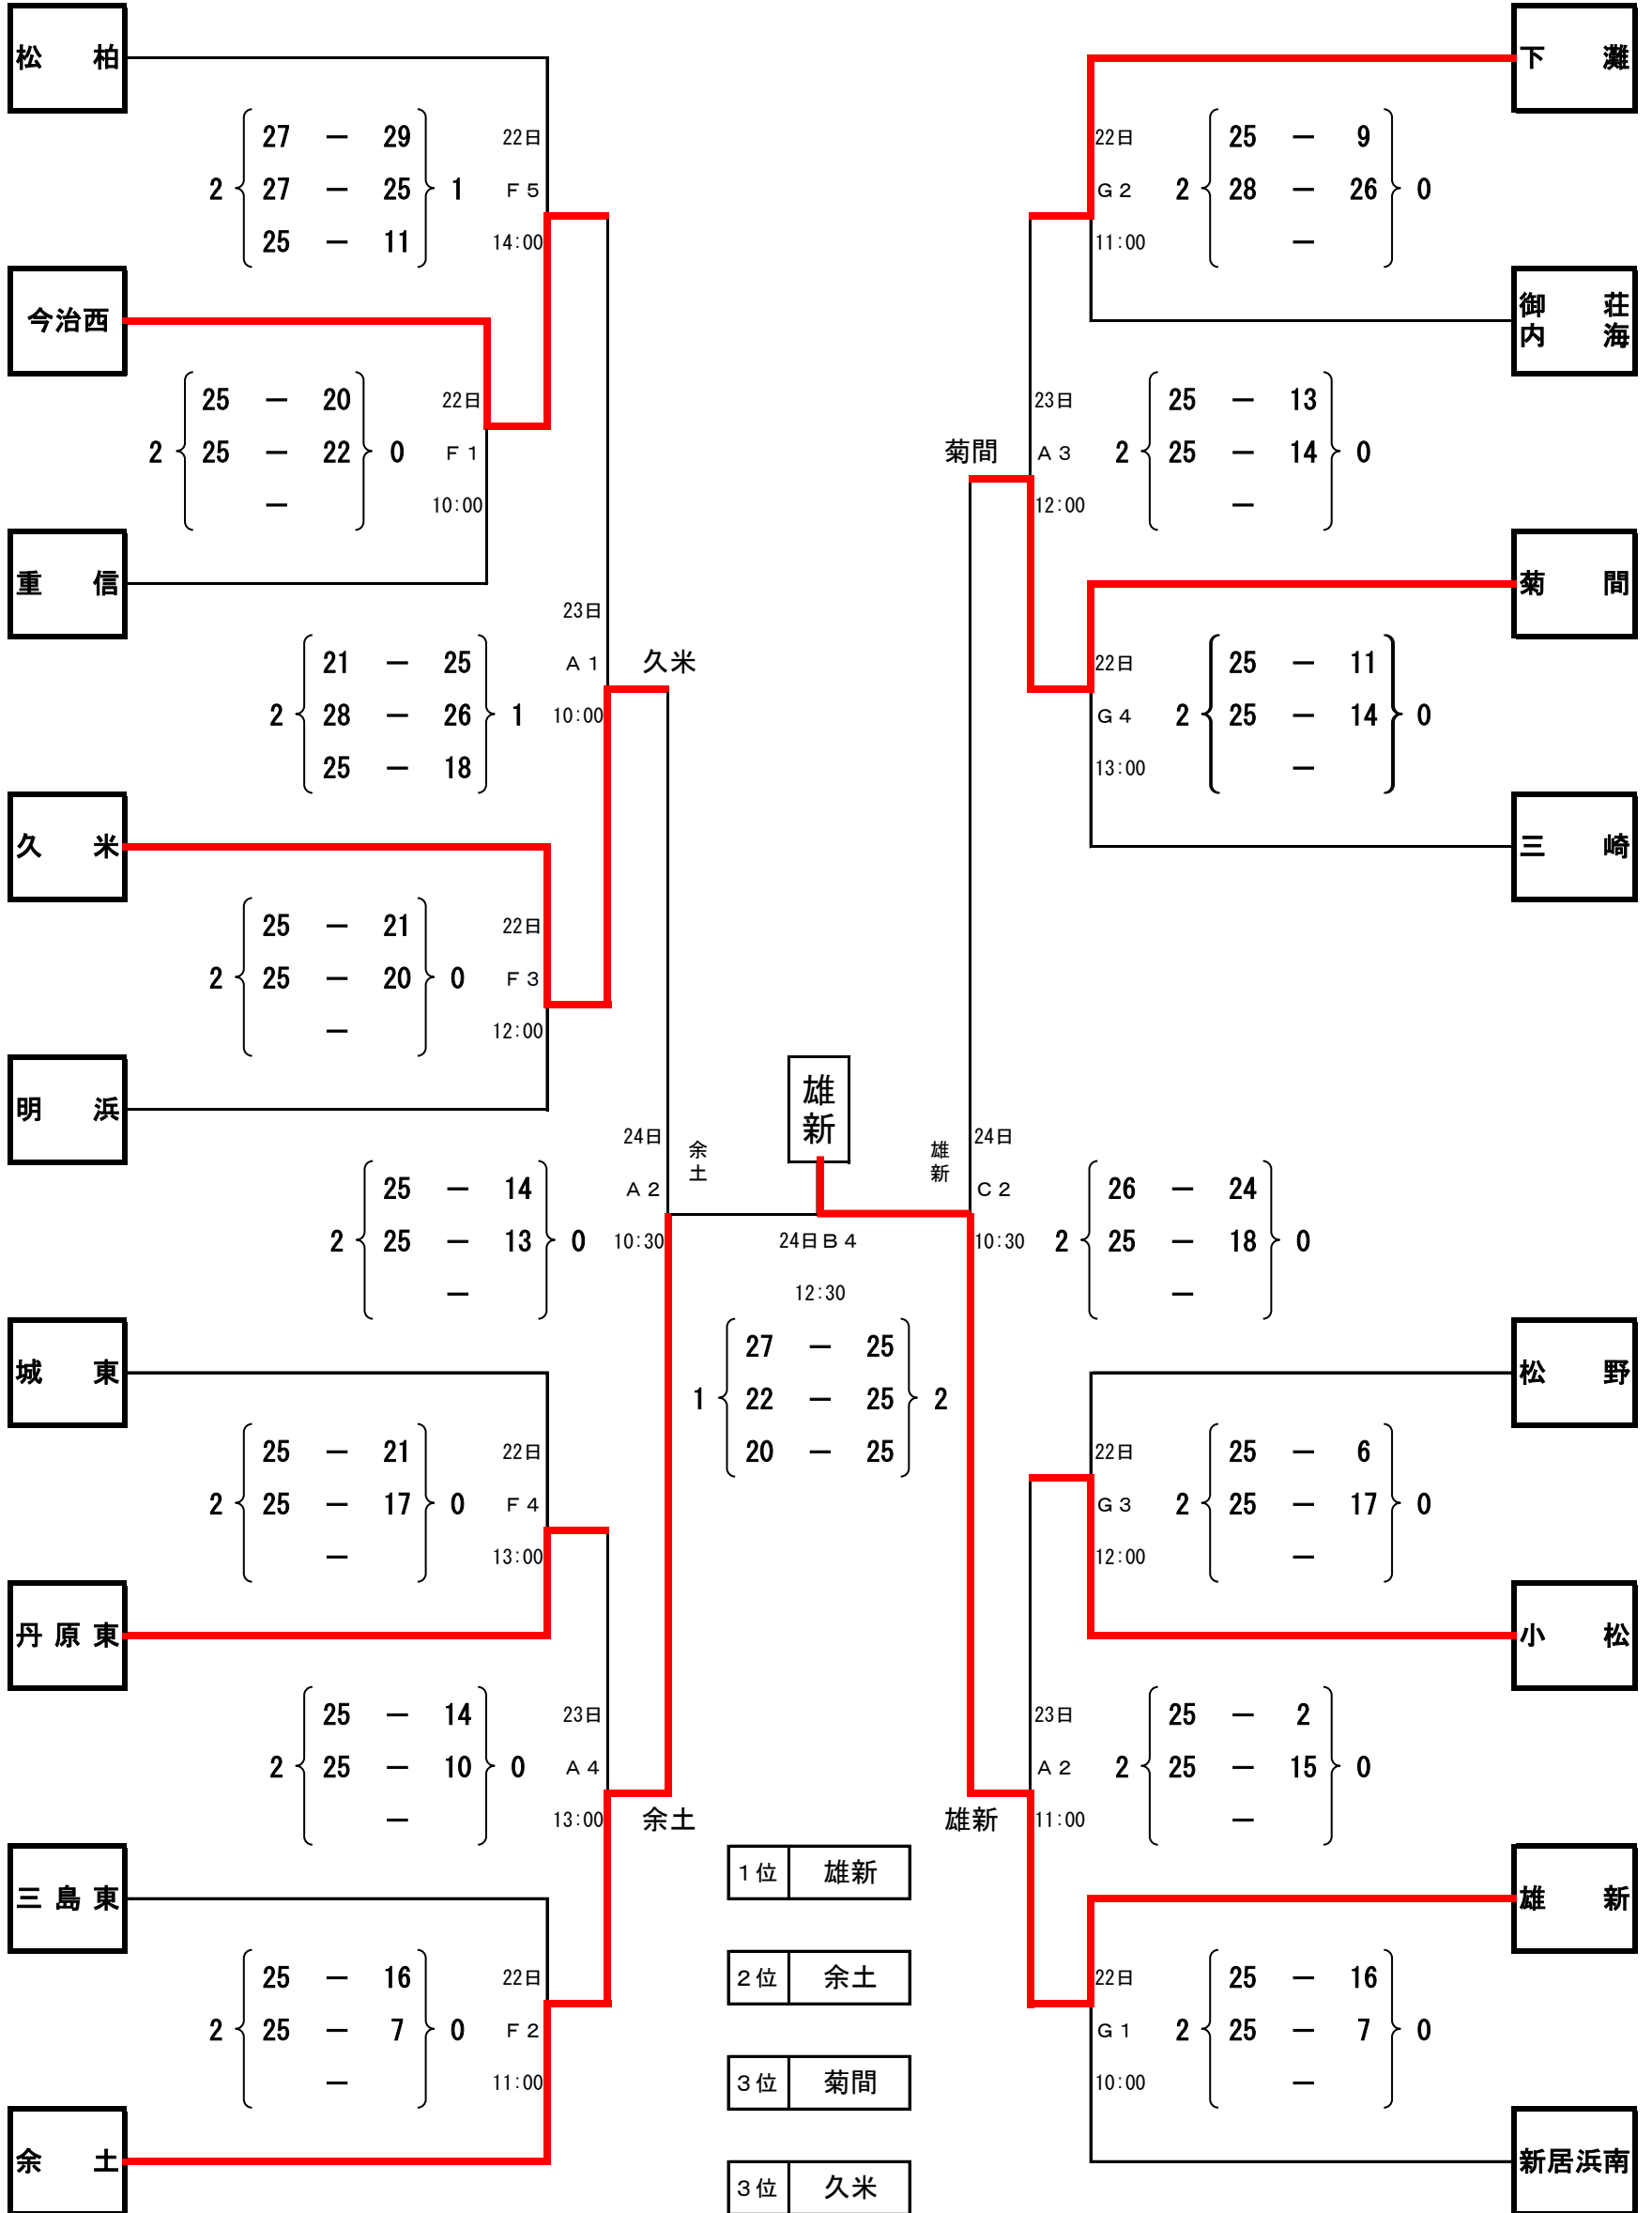 松柏
27 － 29
2 27 － 25 1
25 － 11
22日
F5
14:00
今治西
25 － 20
2 25 － 22 0
－
22日
F1
10:00
重信
21 － 25
2 28 － 26 1
25 － 18
23日
A1
10:00
久米
久米
25 － 21
2 25 － 20 0
－
22日
F3
12:00
明浜
25 － 14
2 25 － 13 0
－
24日
A2
10:30
余土
城東
25 － 21
2 25 － 17 0
－
22日
F4
13:00
丹原東
25 － 14
2 25 － 10 0
－
23日
A4
13:00
余土
三島東
25 － 16
2 25 － 7 0
－
22日
F2
11:00
余土
雄新
24日B4
12:30
27 － 25
1 22 － 25 2
20 － 25
下灘
22日
G2
11:00
25 － 9
2 28 － 26 0
－
御荘
内海
菊間
23日
A3
12:00
25 － 13
2 25 － 14 0
－
菊間
22日
G4
13:00
25 － 11
2 25 － 14 0
－
三崎
雄新
24日
C2
10:30
26 － 24
2 25 － 18 0
－
松野
22日
G3
12:00
25 － 6
2 25 － 17 0
－
小松
雄新
23日
A2
11:00
25 － 2
2 25 － 15 0
－
雄新
22日
G1
10:00
25 － 16
2 25 － 7 0
－
新居浜南
1位 雄新
2位 余土
3位 菊間
3位 久米